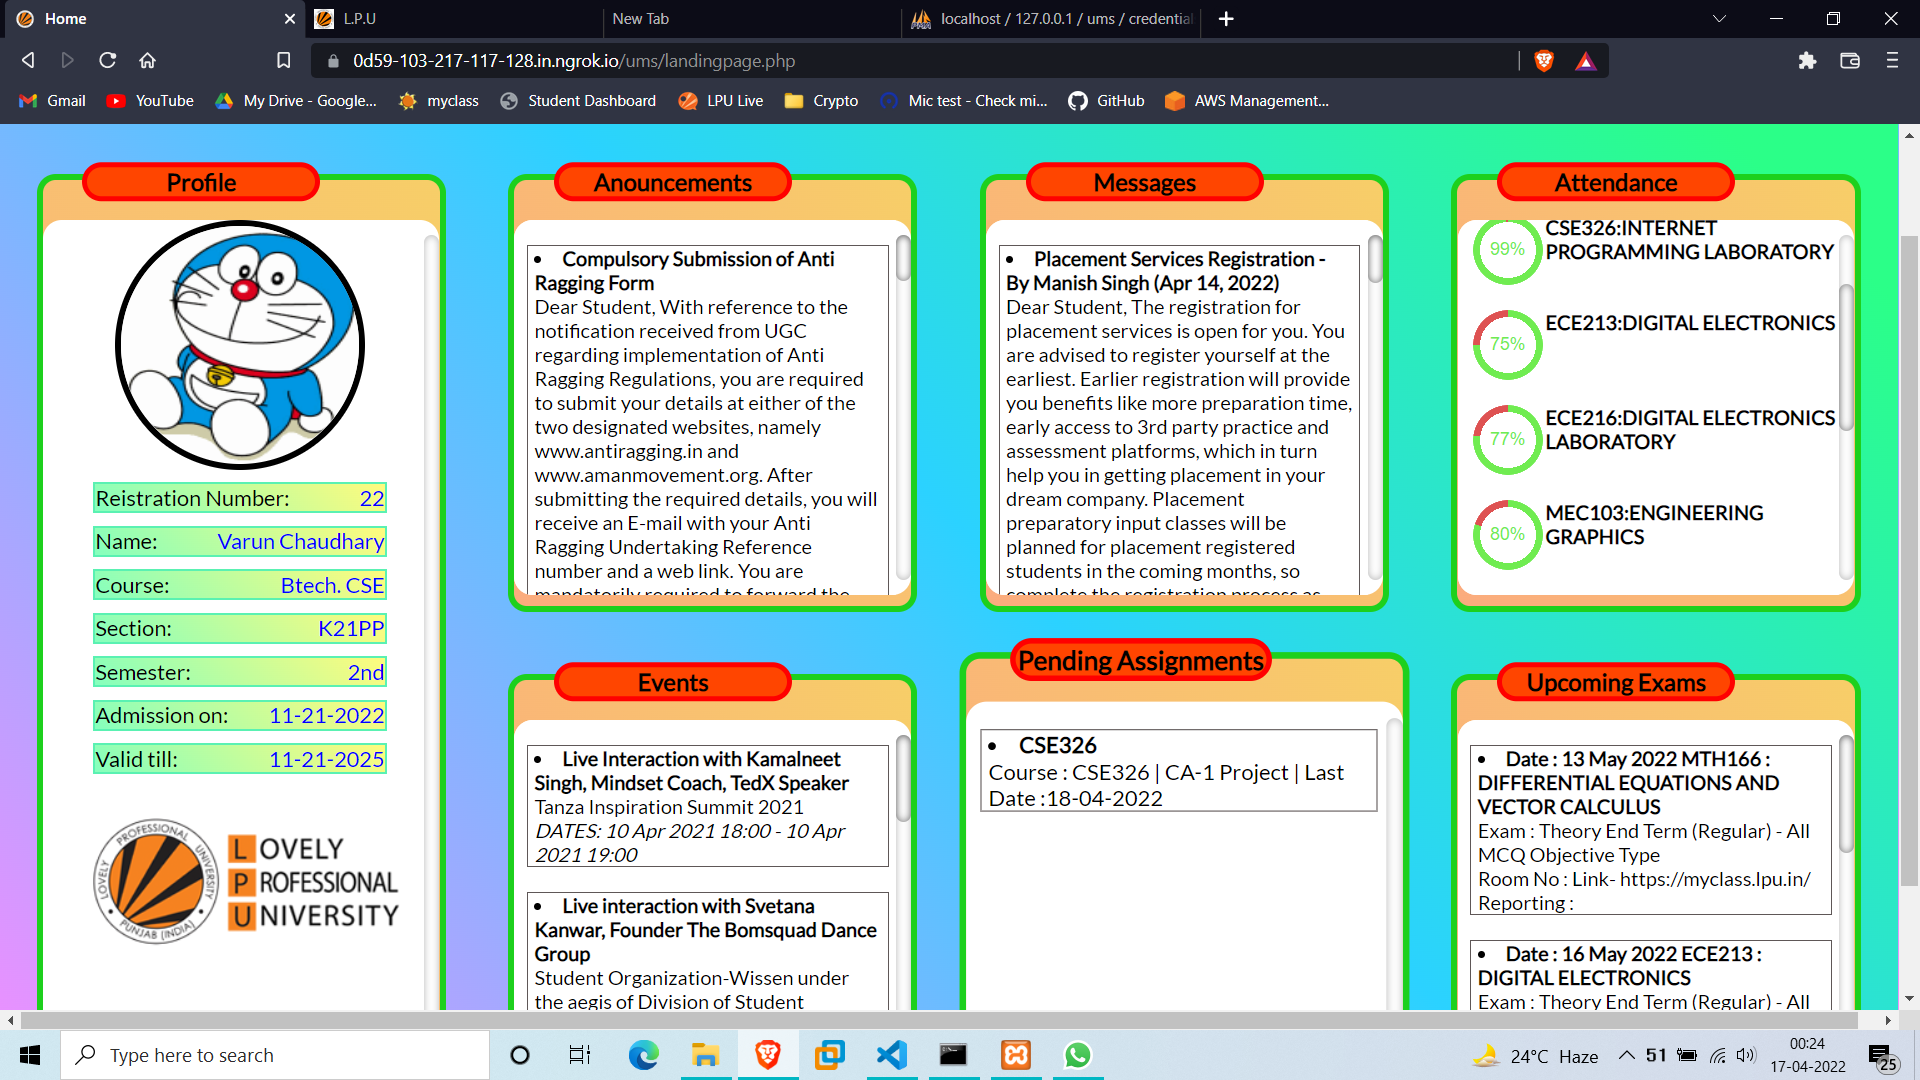 Home
L.P.U
New Tab
localhost / 127.0.0.1 / ums / credential
0d59-103-217-117-128.in.ngrok.io/ums/landingpage.php
Gmail
YouTube
My Drive - Google...
myclass
Student Dashboard
LPU Live
Crypto
Mic test - Check mi...
GitHub
AWS Management...
Profile
Reistration Number: 22
Name: Varun Chaudhary
Course: Btech. CSE
Section: K21PP
Semester: 2nd
Admission on: 11-21-2022
Valid till: 11-21-2025
LOVELY PROFESSIONAL UNIVERSITY
PUNJAB (INDIA)
LOVELY
PROFESSIONAL
UNIVERSITY
Anouncements
• Compulsory Submission of Anti
Ragging Form
Dear Student, With reference to the
notification received from UGC
regarding implementation of Anti
Ragging Regulations, you are required
to submit your details at either of the
two designated websites, namely
www.antiragging.in and
www.amanmovement.org. After
submitting the required details, you will
receive an E-mail with your Anti
Ragging Undertaking Reference
number and a web link. You are
mandatorily required to forward the
Messages
• Placement Services Registration -
By Manish Singh (Apr 14, 2022)
Dear Student, The registration for
placement services is open for you. You
are advised to register yourself at the
earliest. Earlier registration will provide
you benefits like more preparation time,
early access to 3rd party practice and
assessment platforms, which in turn
help you in getting placement in your
dream company. Placement
preparatory input classes will be
planned for placement registered
students in the coming months, so
complete the registration process as
Attendance
99%
CSE326:INTERNET
PROGRAMMING LABORATORY
75%
ECE213:DIGITAL ELECTRONICS
77%
ECE216:DIGITAL ELECTRONICS
LABORATORY
80%
MEC103:ENGINEERING
GRAPHICS
Events
• Live Interaction with Kamalneet
Singh, Mindset Coach, TedX Speaker
Tanza Inspiration Summit 2021
DATES: 10 Apr 2021 18:00 - 10 Apr
2021 19:00
• Live interaction with Svetana
Kanwar, Founder The Bomsquad Dance
Group
Student Organization-Wissen under
the aegis of Division of Student
Pending Assignments
• CSE326
Course : CSE326 | CA-1 Project | Last
Date :18-04-2022
Upcoming Exams
• Date : 13 May 2022 MTH166 :
DIFFERENTIAL EQUATIONS AND
VECTOR CALCULUS
Exam : Theory End Term (Regular) - All
MCQ Objective Type
Room No : Link- https://myclass.lpu.in/
Reporting :
• Date : 16 May 2022 ECE213 :
DIGITAL ELECTRONICS
Exam : Theory End Term (Regular) - All
Type here to search
24°C Haze
51
00:24
17-04-2022
25